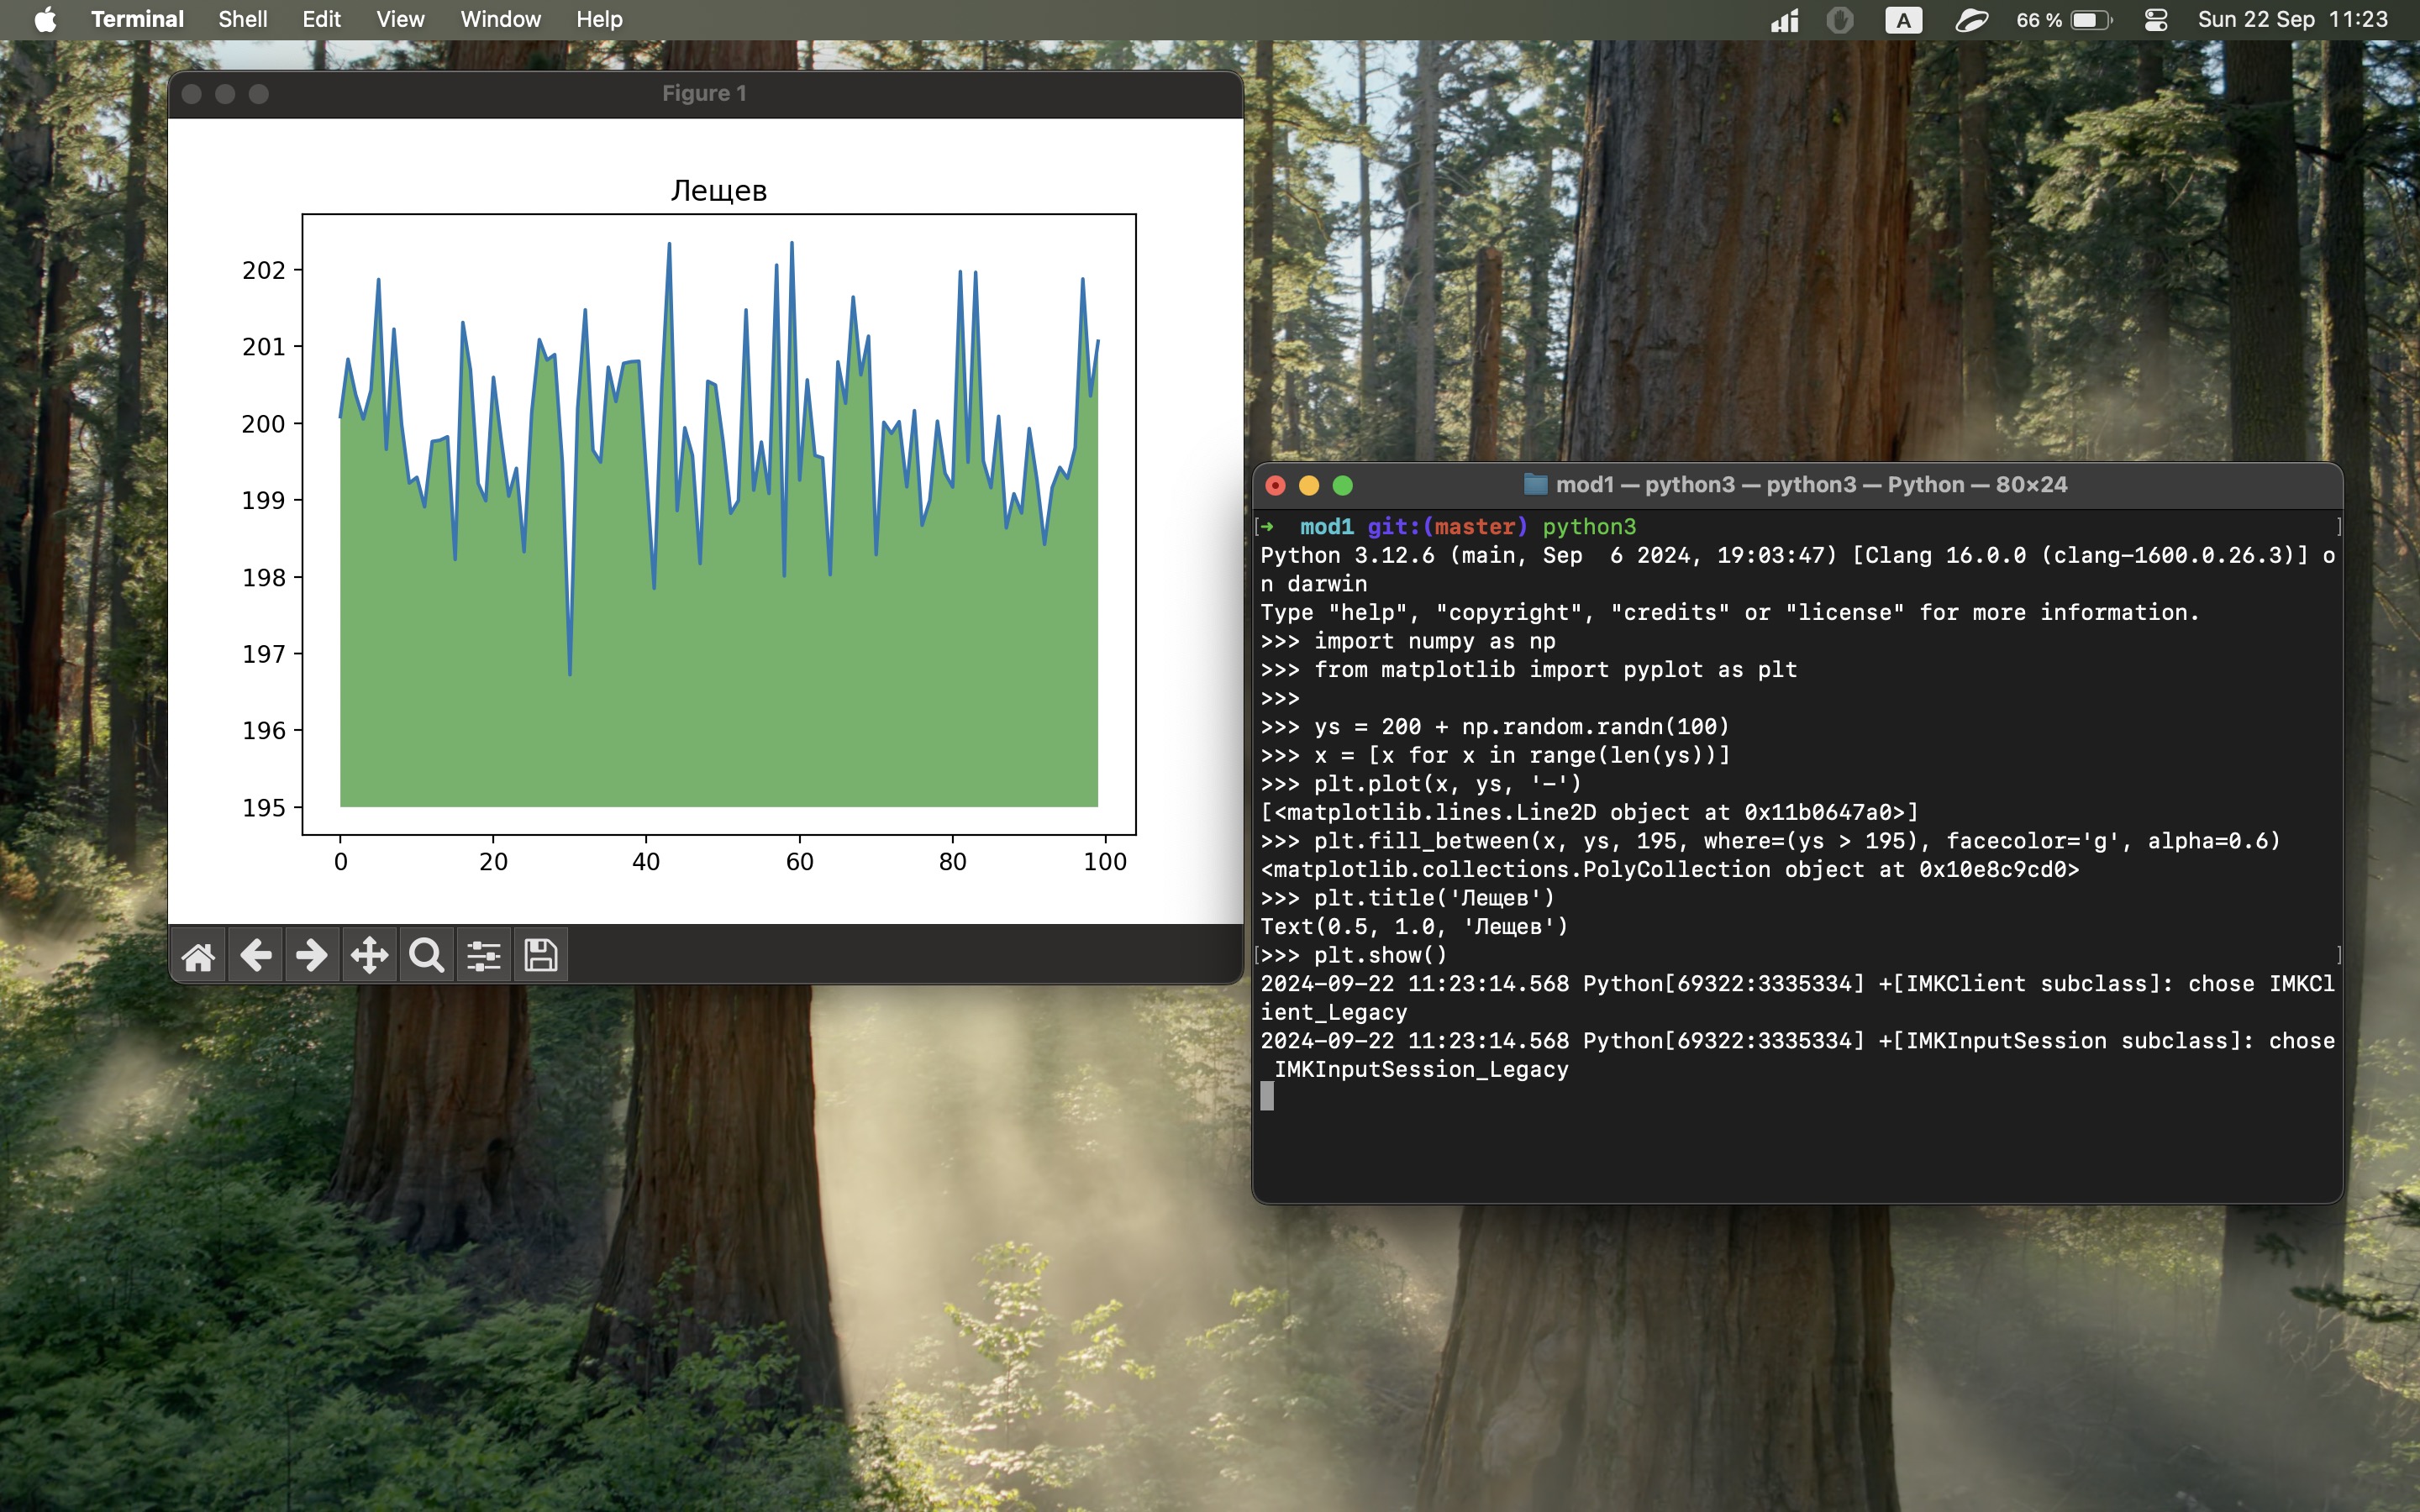 Terminal Shell Edit View Window Help A 66 % Sun 22 Sep 11:23
Figure 1
Лещев
202
201
200
199
198
197
196
195
0 20 40 60 80 100
mod1 — python3 — python3 — Python — 80×24
[➜  mod1 git:(master) python3 ]
Python 3.12.6 (main, Sep  6 2024, 19:03:47) [Clang 16.0.0 (clang-1600.0.26.3)] o
n darwin
Type "help", "copyright", "credits" or "license" for more information.
>>> import numpy as np
>>> from matplotlib import pyplot as plt
>>>
>>> ys = 200 + np.random.randn(100)
>>> x = [x for x in range(len(ys))]
>>> plt.plot(x, ys, '-')
[<matplotlib.lines.Line2D object at 0x11b0647a0>]
>>> plt.fill_between(x, ys, 195, where=(ys > 195), facecolor='g', alpha=0.6)
<matplotlib.collections.PolyCollection object at 0x10e8c9cd0>
>>> plt.title('Лещев')
Text(0.5, 1.0, 'Лещев')
[>>> plt.show() ]
2024-09-22 11:23:14.568 Python[69322:3335334] +[IMKClient subclass]: chose IMKCl
ient_Legacy
2024-09-22 11:23:14.568 Python[69322:3335334] +[IMKInputSession subclass]: chose
 IMKInputSession_Legacy